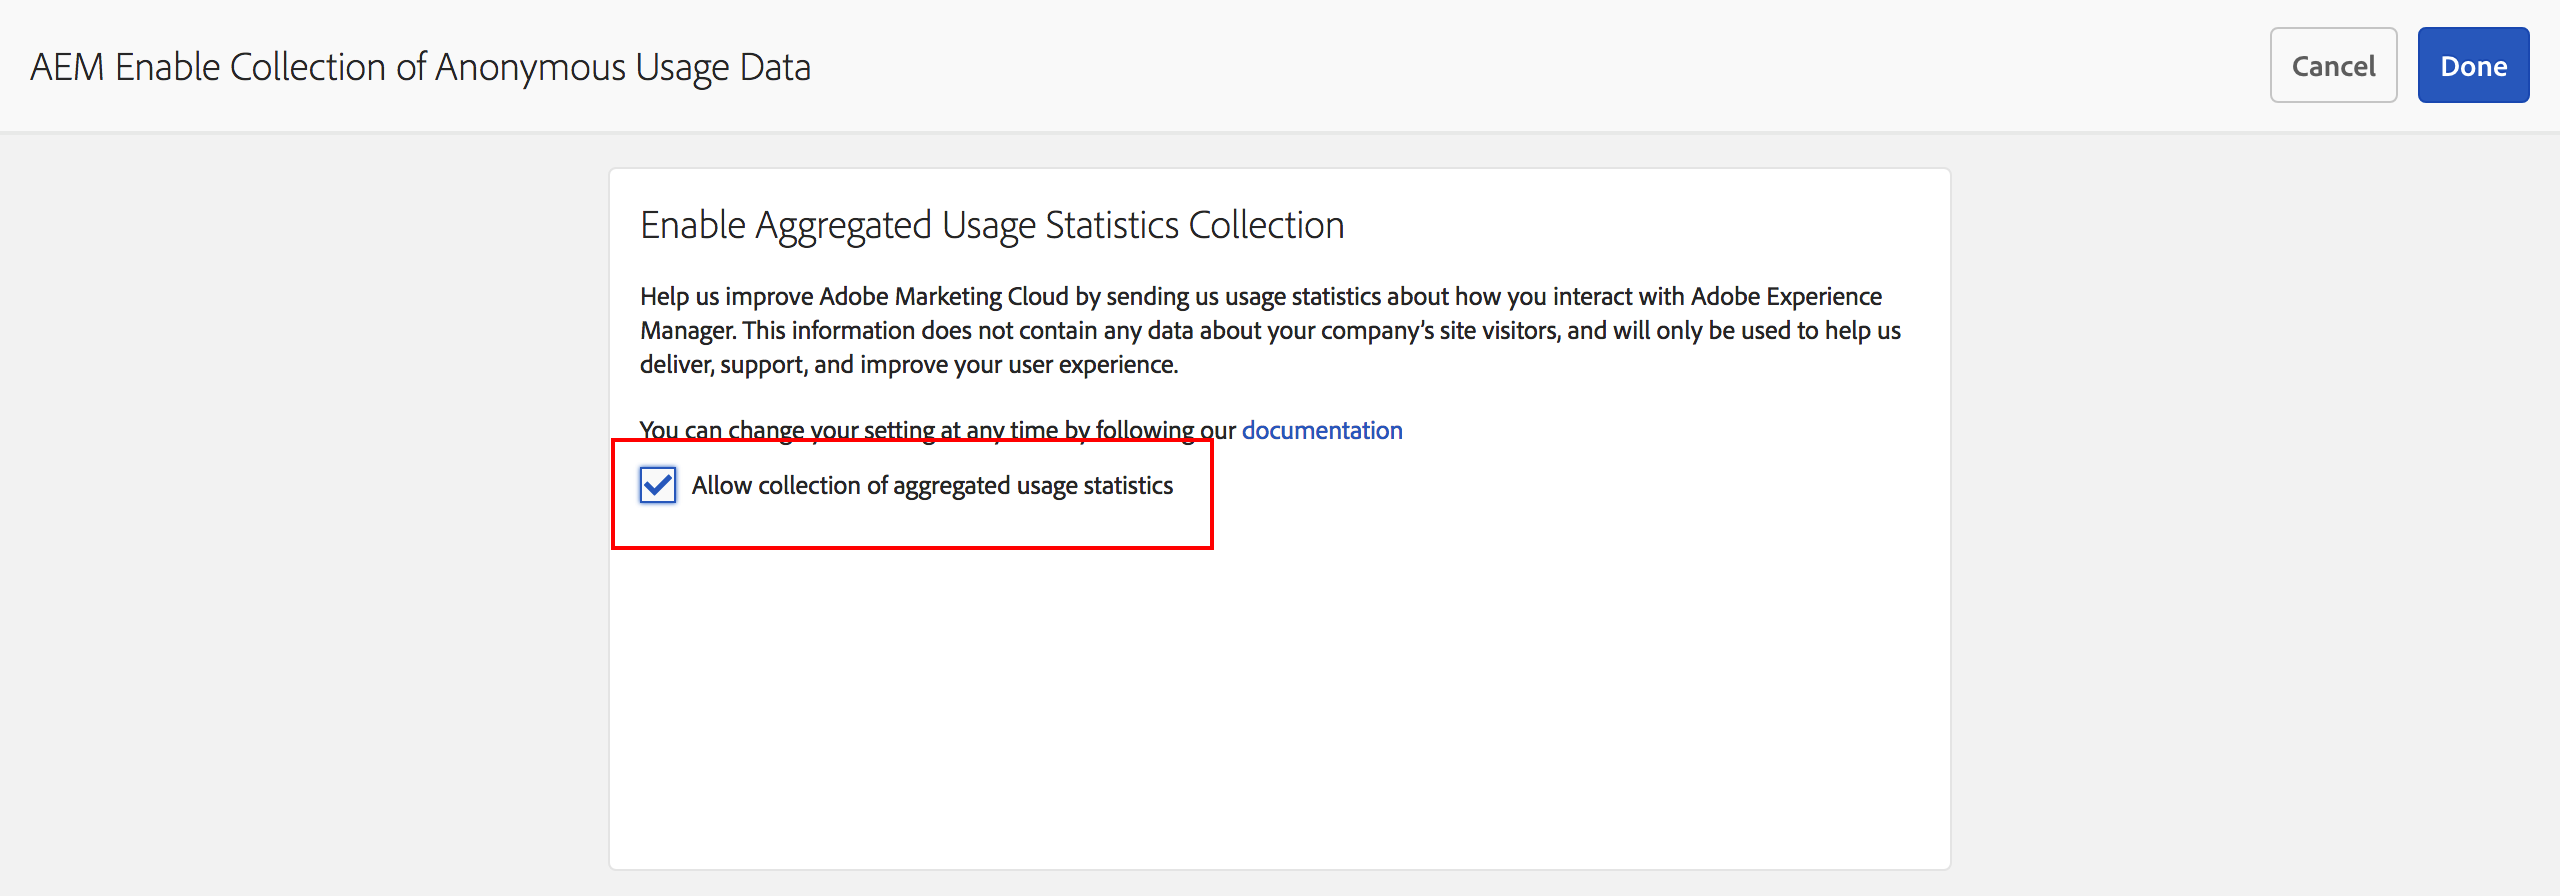 AEM Enable Collection of Anonymous Usage Data
Cancel
Done
Enable Aggregated Usage Statistics Collection
Help us improve Adobe Marketing Cloud by sending us usage statistics about how you interact with Adobe Experience
Manager. This information does not contain any data about your company’s site visitors, and will only be used to help us
deliver, support, and improve your user experience.
You can change your setting at any time by following our documentation
Allow collection of aggregated usage statistics